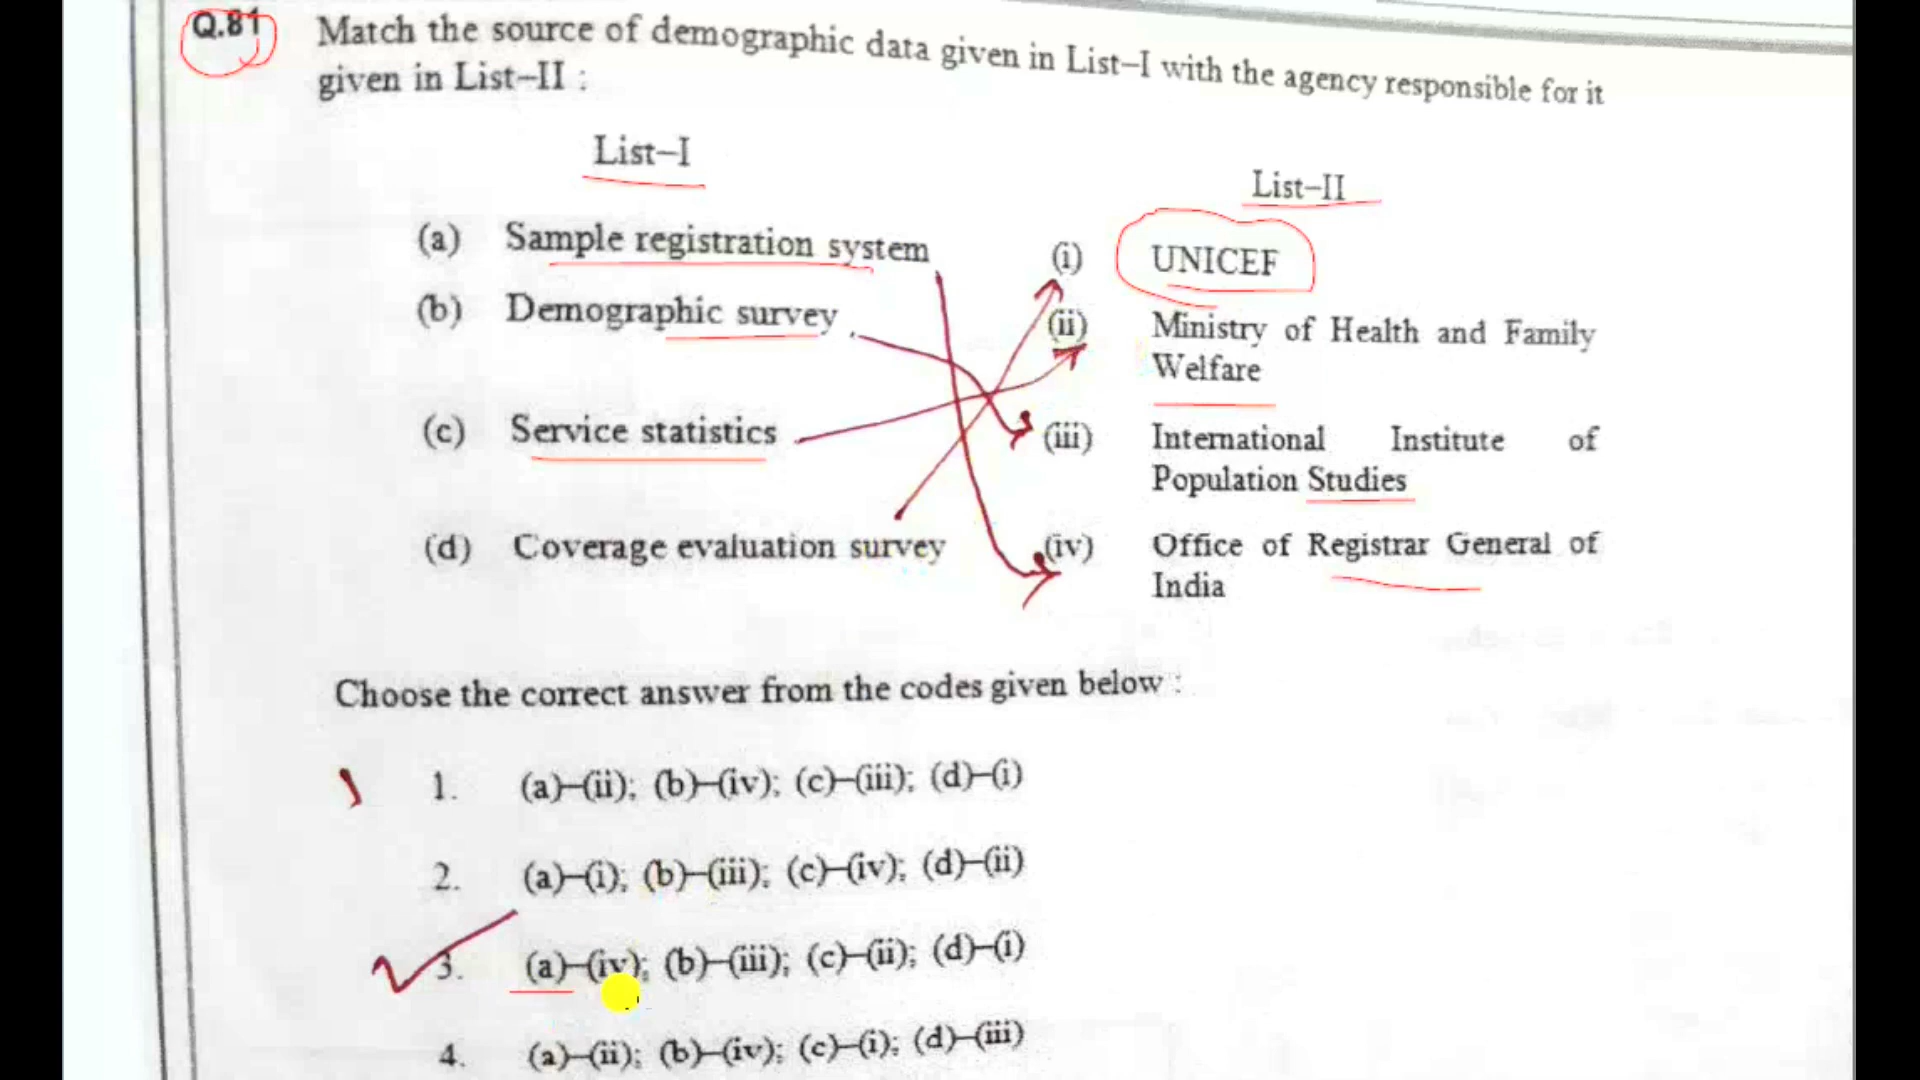 Q.81 Match the source of demographic data given in List–I with the agency responsible for it
given in List–II :
List–I
List–II
(a) Sample registration system (i) UNICEF
(b) Demographic survey (ii) Ministry of Health and Family
Welfare
(c) Service statistics (iii) International Institute of
Population Studies
(d) Coverage evaluation survey (iv) Office of Registrar General of
India
Choose the correct answer from the codes given below :
1. (a)–(ii); (b)–(iv); (c)–(iii); (d)–(i)
2. (a)–(i); (b)–(iii); (c)–(iv); (d)–(ii)
3. (a)–(iv); (b)–(iii); (c)–(ii); (d)–(i)
4. (a)–(ii); (b)–(iv); (c)–(i); (d)–(iii)